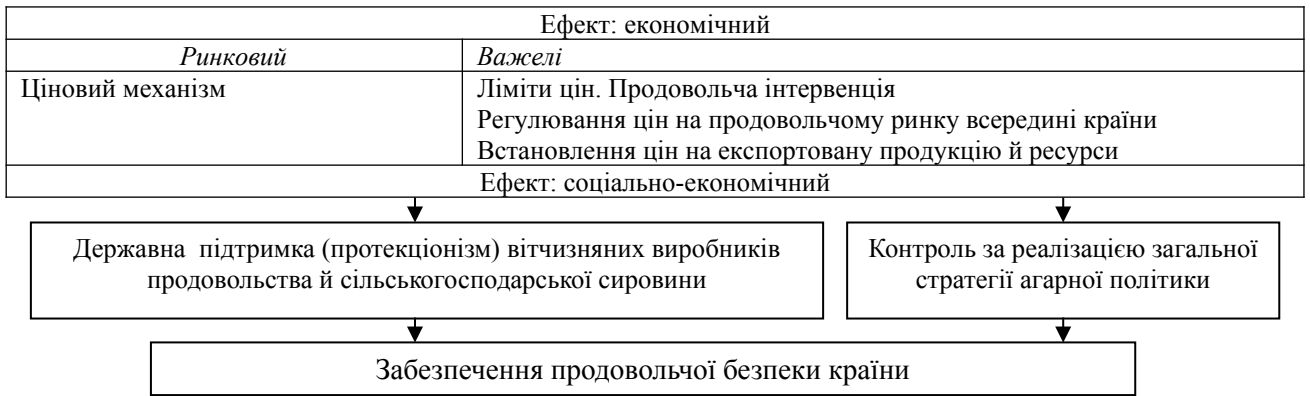 Ефект: економічний
Ринковий
Важелі
Ціновий механізм
Ліміти цін. Продовольча інтервенція
Регулювання цін на продовольчому ринку всередині країни
Встановлення цін на експортовану продукцію й ресурси
Ефект: соціально-економічний
Державна підтримка (протекціонізм) вітчизняних виробників
продовольства й сільськогосподарської сировини
Контроль за реалізацією загальної
стратегії агарної політики
Забезпечення продовольчої безпеки країни